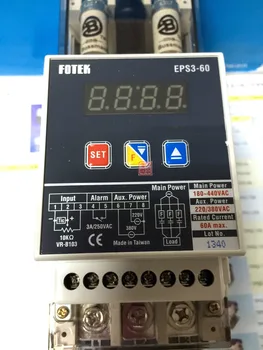 FOTEK EPS3-60
SET
F
Input Alarm Aux. Power Main Power
1 2 3 4 5 6 7 8
10KΩ
VR-B103
3A/250VAC
220V
380V
Load
Made in Taiwan
CE
Main Power
180-440VAC
Aux. Power
220/380VAC
Rated Current
60A max.
Lot No.
1340